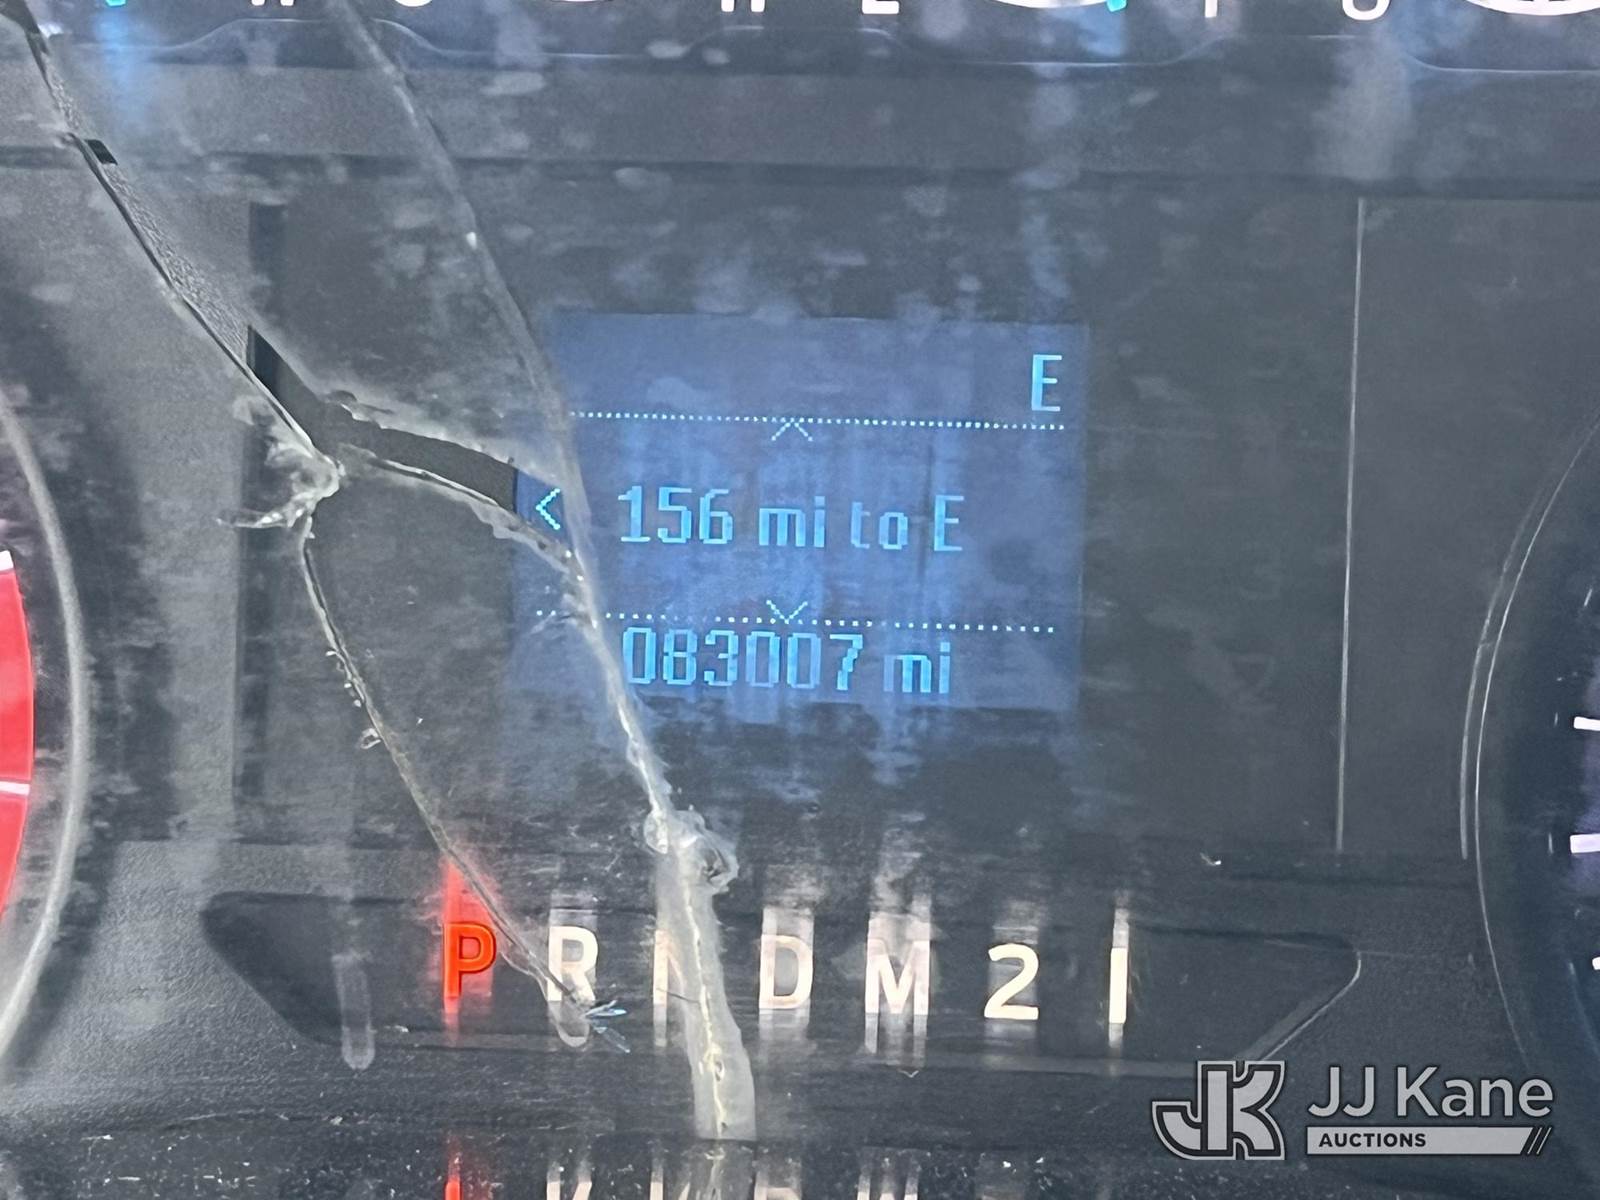 E
156 mi to E
083007 mi
P R N D M 2 1
JJ Kane
AUCTIONS